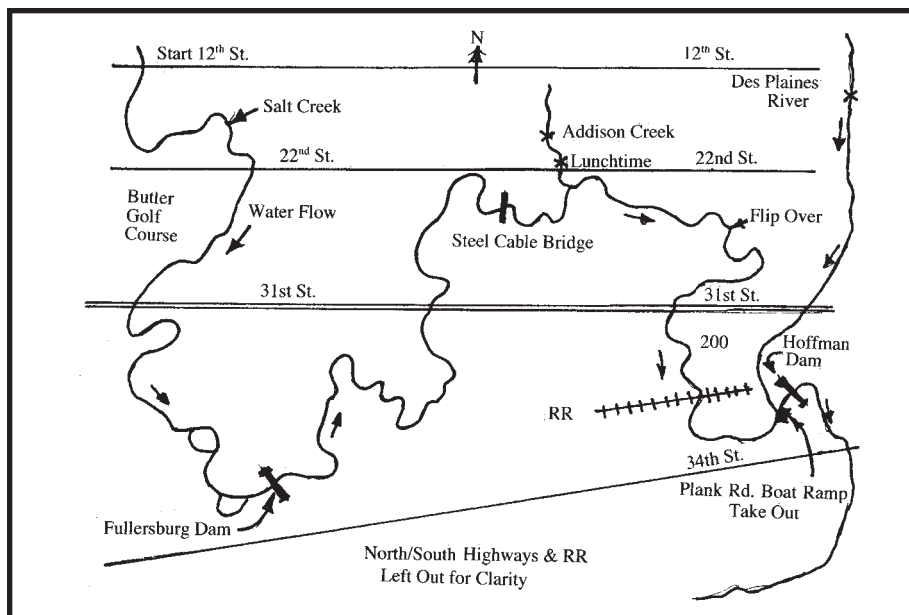 N
Start 12th St.
12th St.
Des Plaines
River
Salt Creek
Addison Creek
22nd St.
Lunchtime
22nd St.
Butler
Golf
Course
Water Flow
Steel Cable Bridge
Flip Over
31st St.
31st St.
200
Hoffman
Dam
RR
34th St.
Plank Rd. Boat Ramp
Take Out
Fullersburg Dam
North/South Highways & RR
Left Out for Clarity